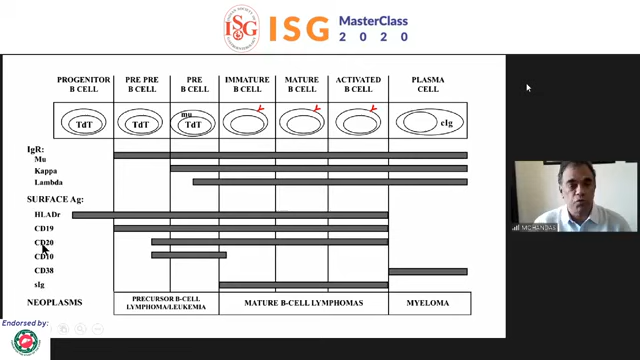 ISG
ISG
MasterClass
2 0 2 0
PROGENITOR B CELL
PRE PRE B CELL
PRE B CELL
IMMATURE B CELL
MATURE B CELL
ACTIVATED B CELL
PLASMA CELL
TdT
TdT
mu
TdT
cIg
IgR:
Mu
Kappa
Lambda
SURFACE Ag:
HLADr
CD19
CD20
CD10
CD38
sIg
NEOPLASMS
PRECURSOR B-CELL LYMPHOMA/LEUKEMIA
MATURE B-CELL LYMPHOMAS
MYELOMA
Endorsed by:
M CHANDAS